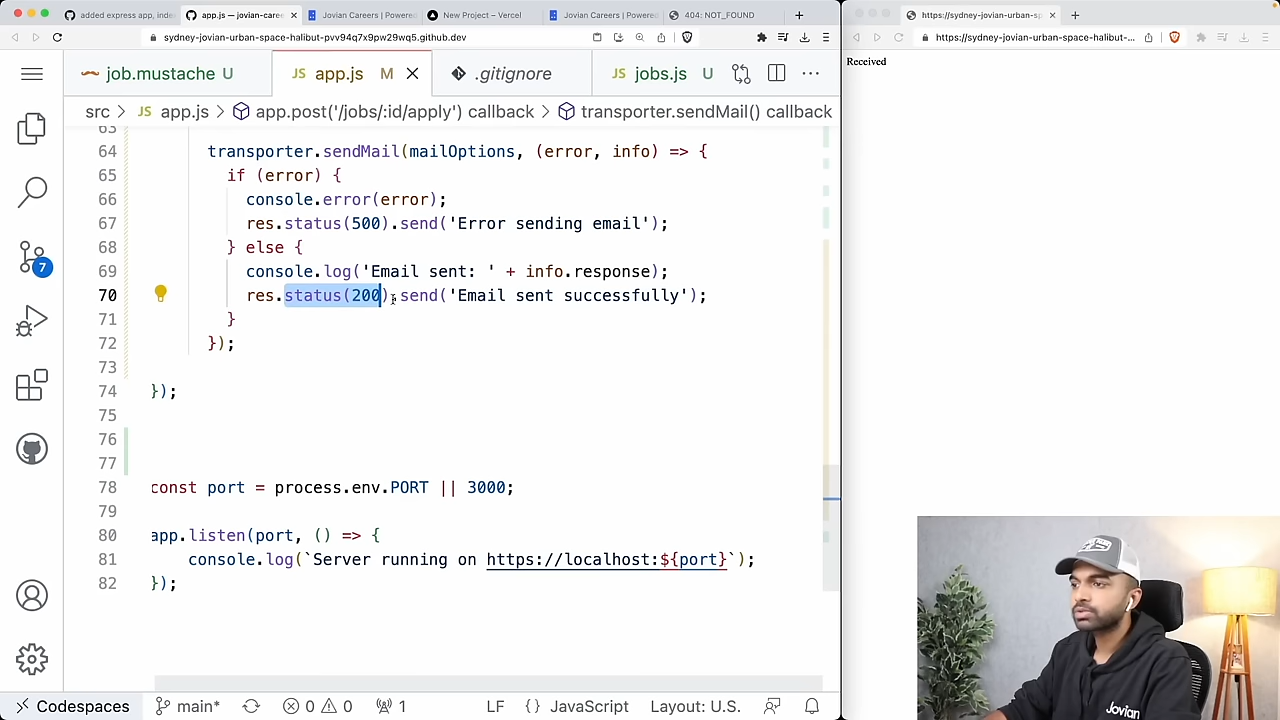 added express app, inde
app.js — jovian-caree
Jovian Careers | Powered
New Project – Vercel
Jovian Careers | Powered
404: NOT_FOUND
https://sydney-jovian-urban-sp
sydney-jovian-urban-space-halibut-pvv94q7x9pw29wq5.github.dev
https://sydney-jovian-urban-space-halibut-...
job.mustache U
JS app.js M
.gitignore
JS jobs.js U
Received
src > JS app.js > app.post('/jobs/:id/apply') callback > transporter.sendMail() callback
63
64 transporter.sendMail(mailOptions, (error, info) => {
65 if (error) {
66 console.error(error);
67 res.status(500).send('Error sending email');
68 } else {
69 console.log('Email sent: ' + info.response);
70 res.status(200).send('Email sent successfully');
71 }
72 });
73
74 });
75
76
77
78 const port = process.env.PORT || 3000;
79
80 app.listen(port, () => {
81 console.log(`Server running on https://localhost:${port}`);
82 });
7
Codespaces
main*
0
0
1
LF
{} JavaScript
Layout: U.S.
Jovian